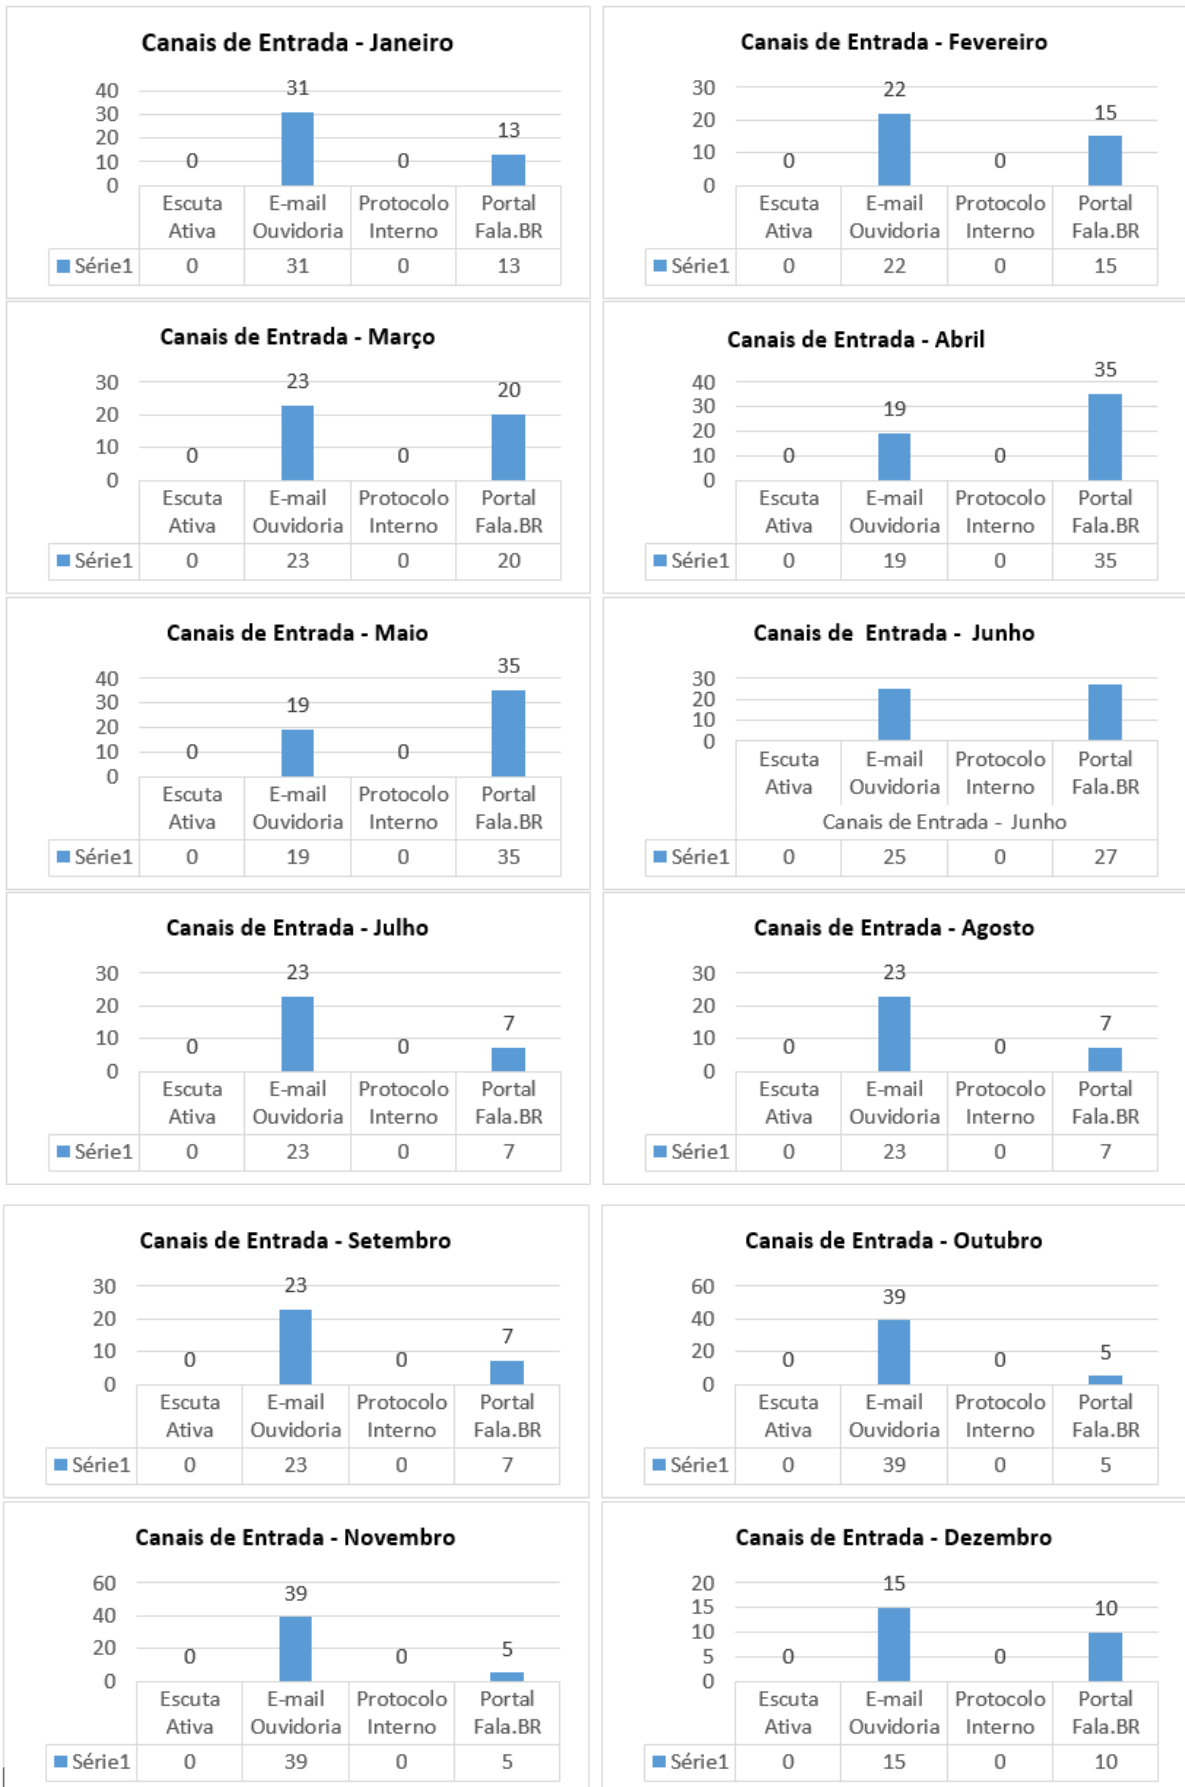 Canais de Entrada - Janeiro
40
30
20
10
0
0
31
0
13
Escuta Ativa
E-mail Ouvidoria
Protocolo Interno
Portal Fala.BR
Série1 0 31 0 13
Canais de Entrada - Fevereiro
30
20
10
0
0
22
0
15
Escuta Ativa
E-mail Ouvidoria
Protocolo Interno
Portal Fala.BR
Série1 0 22 0 15
Canais de Entrada - Março
30
20
10
0
0
23
0
20
Escuta Ativa
E-mail Ouvidoria
Protocolo Interno
Portal Fala.BR
Série1 0 23 0 20
Canais de Entrada - Abril
40
30
20
10
0
0
19
0
35
Escuta Ativa
E-mail Ouvidoria
Protocolo Interno
Portal Fala.BR
Série1 0 19 0 35
Canais de Entrada - Maio
40
30
20
10
0
0
19
0
35
Escuta Ativa
E-mail Ouvidoria
Protocolo Interno
Portal Fala.BR
Série1 0 19 0 35
Canais de Entrada - Junho
30
20
10
0
Escuta Ativa
E-mail Ouvidoria
Protocolo Interno
Portal Fala.BR
Canais de Entrada - Junho
Série1 0 25 0 27
Canais de Entrada - Julho
30
20
10
0
0
23
0
7
Escuta Ativa
E-mail Ouvidoria
Protocolo Interno
Portal Fala.BR
Série1 0 23 0 7
Canais de Entrada - Agosto
30
20
10
0
0
23
0
7
Escuta Ativa
E-mail Ouvidoria
Protocolo Interno
Portal Fala.BR
Série1 0 23 0 7
Canais de Entrada - Setembro
30
20
10
0
0
23
0
7
Escuta Ativa
E-mail Ouvidoria
Protocolo Interno
Portal Fala.BR
Série1 0 23 0 7
Canais de Entrada - Outubro
60
40
20
0
0
39
0
5
Escuta Ativa
E-mail Ouvidoria
Protocolo Interno
Portal Fala.BR
Série1 0 39 0 5
Canais de Entrada - Novembro
60
40
20
0
0
39
0
5
Escuta Ativa
E-mail Ouvidoria
Protocolo Interno
Portal Fala.BR
Série1 0 39 0 5
Canais de Entrada - Dezembro
20
15
10
5
0
0
15
0
10
Escuta Ativa
E-mail Ouvidoria
Protocolo Interno
Portal Fala.BR
Série1 0 15 0 10